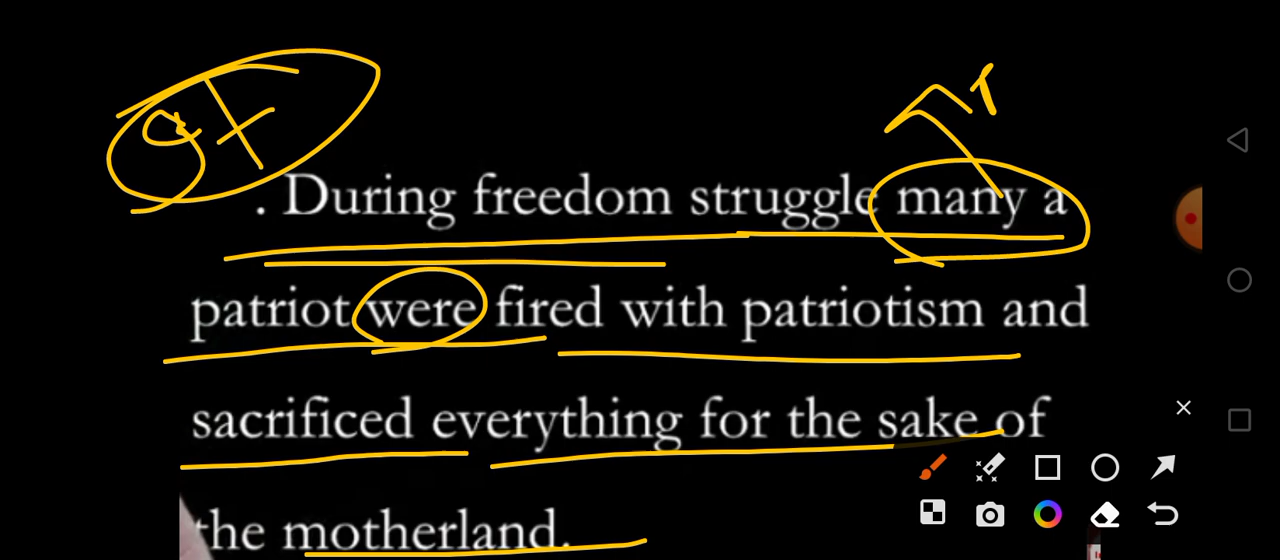 . During freedom struggle many a
patriot were fired with patriotism and
sacrificed everything for the sake of
the motherland.